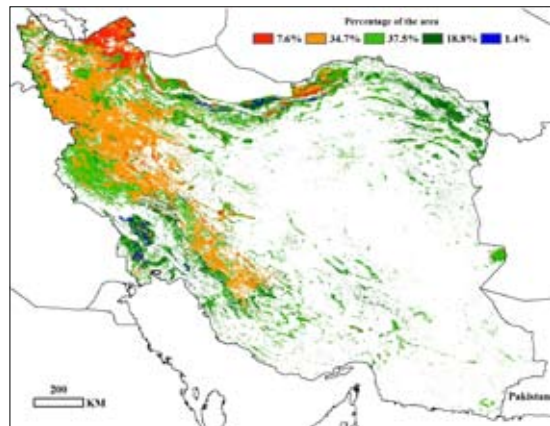 Percentage of the area
7.6% 34.7% 37.5% 18.8% 1.4%
200
KM
Pakistan